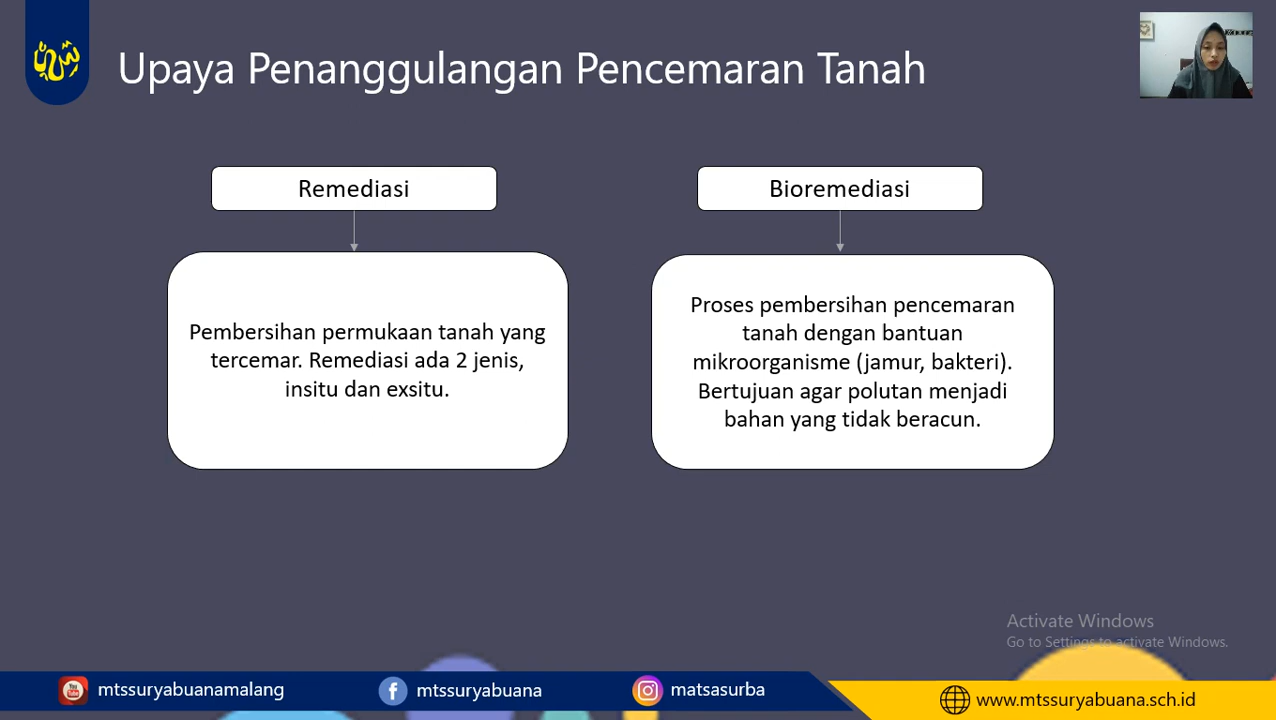 Upaya Penanggulangan Pencemaran Tanah
Remediasi
Pembersihan permukaan tanah yang
tercemar. Remediasi ada 2 jenis,
insitu dan exsitu.
Bioremediasi
Proses pembersihan pencemaran
tanah dengan bantuan
mikroorganisme (jamur, bakteri).
Bertujuan agar polutan menjadi
bahan yang tidak beracun.
Activate Windows
Go to Settings to activate Windows.
mtssuryabuanamalang
mtssuryabuana
matsasurba
www.mtssuryabuana.sch.id